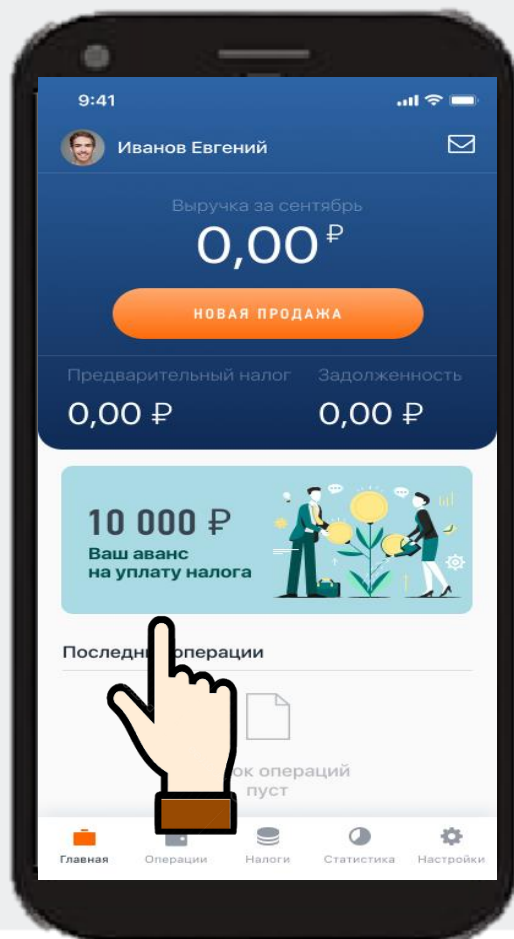 9:41
Иванов Евгений
Выручка за сентябрь
0,00 ₽
НОВАЯ ПРОДАЖА
Предварительный налог Задолженность
0,00 ₽ 0,00 ₽
10 000 ₽
Ваш аванс
на уплату налога
операции
операций
пуст
Главная Операции Налоги Статистика Настройки